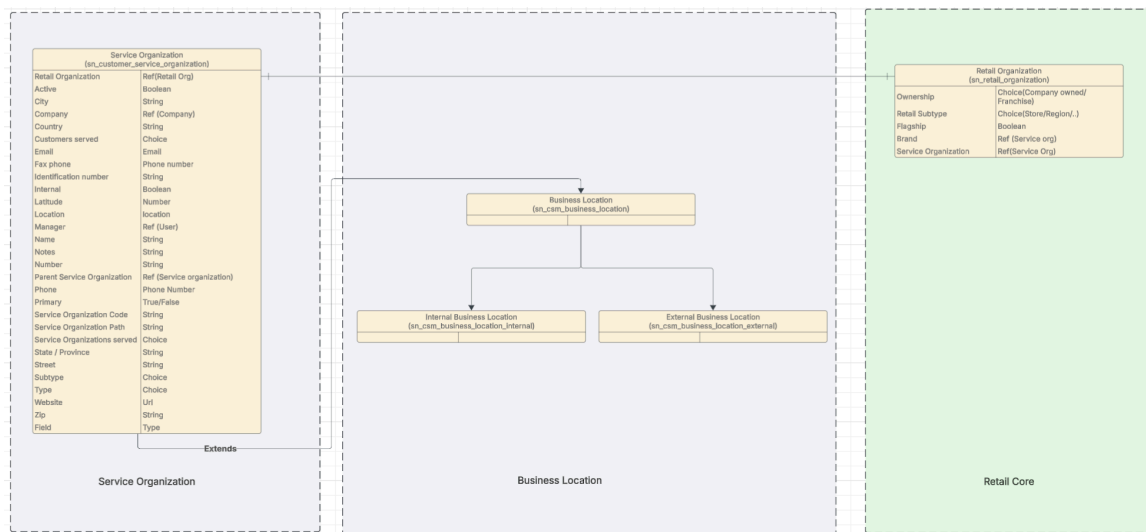 Service Organization
(sn_customer_service_organization)
Retail Organization Ref(Retail Org)
Active Boolean
City String
Company Ref (Company)
Country String
Customers served Choice
Email Email
Fax phone Phone number
Identification number String
Internal Boolean
Latitude Number
Location location
Manager Ref (User)
Name String
Notes String
Number String
Parent Service Organization Ref (Service organization)
Phone Phone Number
Primary True/False
Service Organization Code String
Service Organization Path String
Service Organizations served Choice
State / Province String
Street String
Subtype Choice
Type Choice
Website Url
Zip String
Field Type
Extends
Service Organization
Business Location
(sn_csm_business_location)
Internal Business Location
(sn_csm_business_location_internal)
External Business Location
(sn_csm_business_location_external)
Business Location
Retail Organization
(sn_retail_organization)
Ownership Choice(Company owned/
Franchise)
Retail Subtype Choice(Store/Region/..)
Flagship Boolean
Brand Ref (Service org)
Service Organization Ref(Service Org)
Retail Core